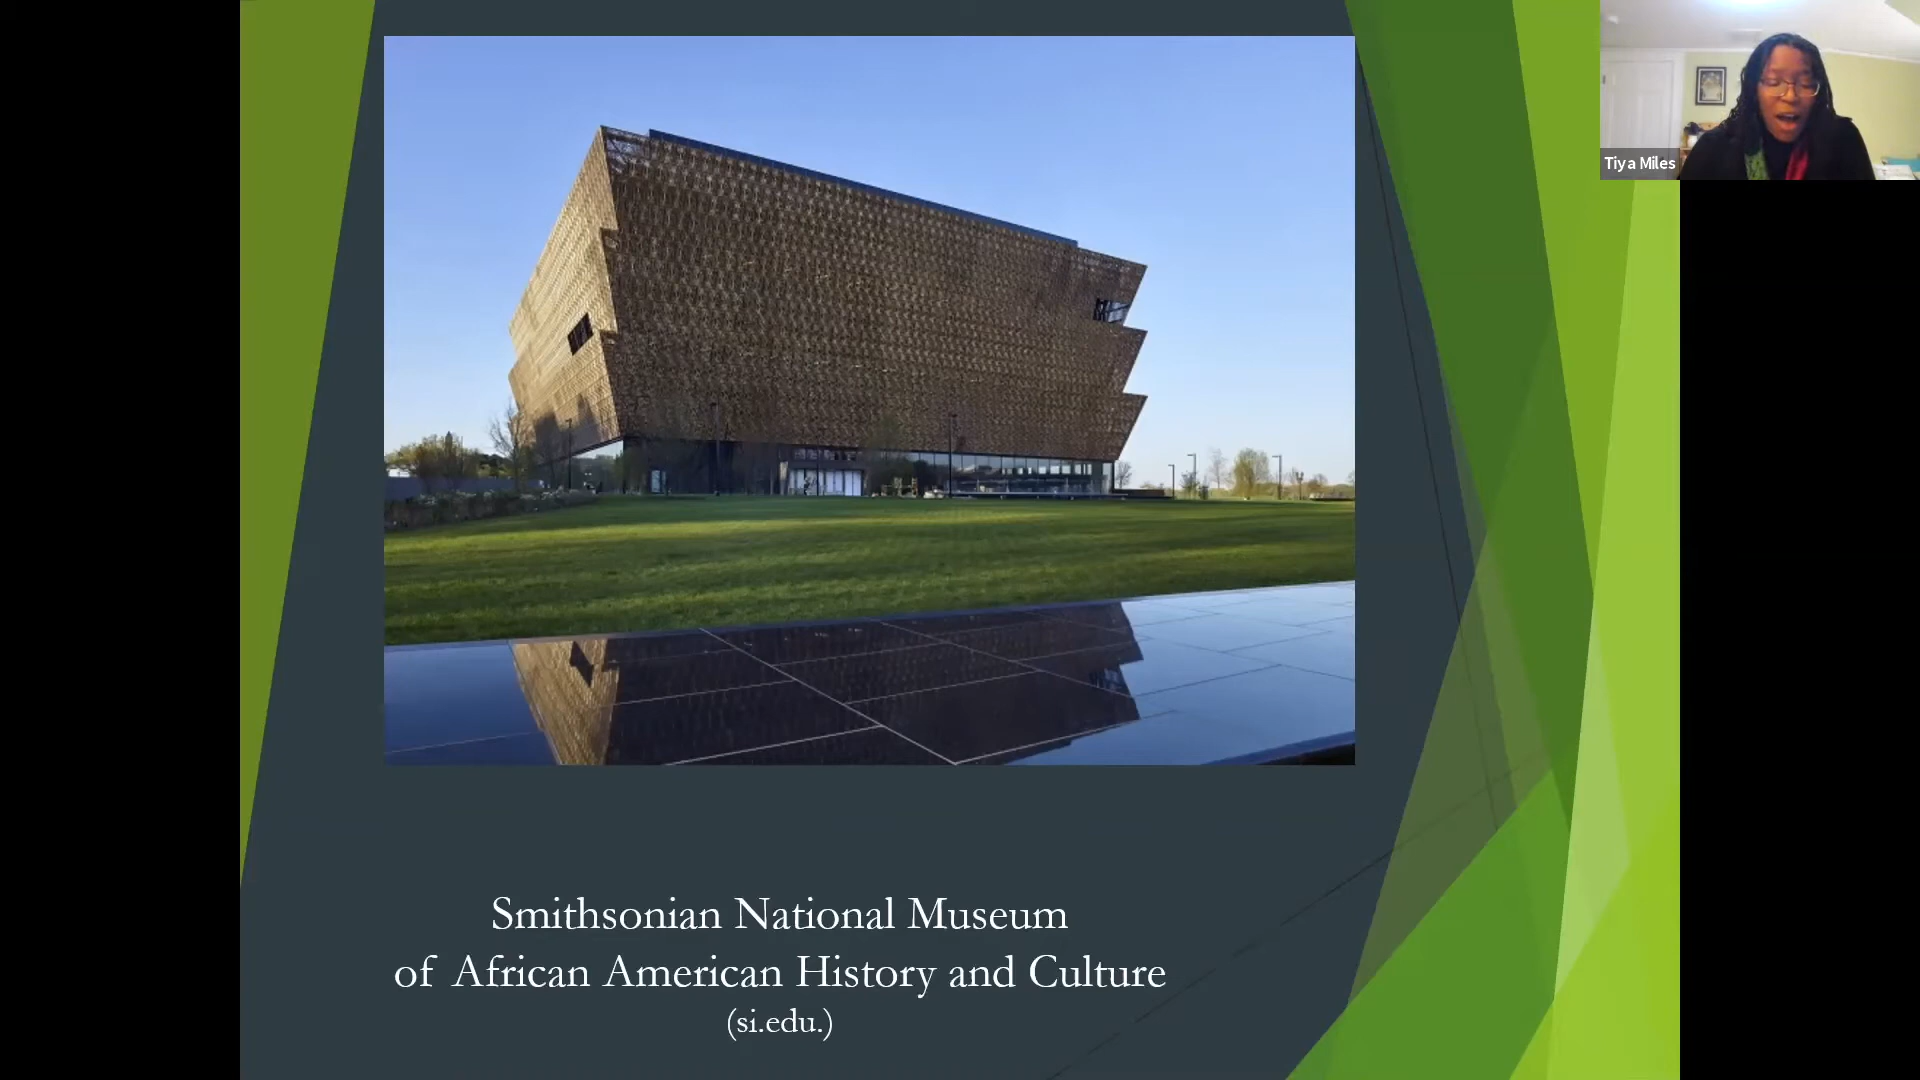 Tiya Miles
Smithsonian National Museum
of African American History and Culture
(si.edu.)